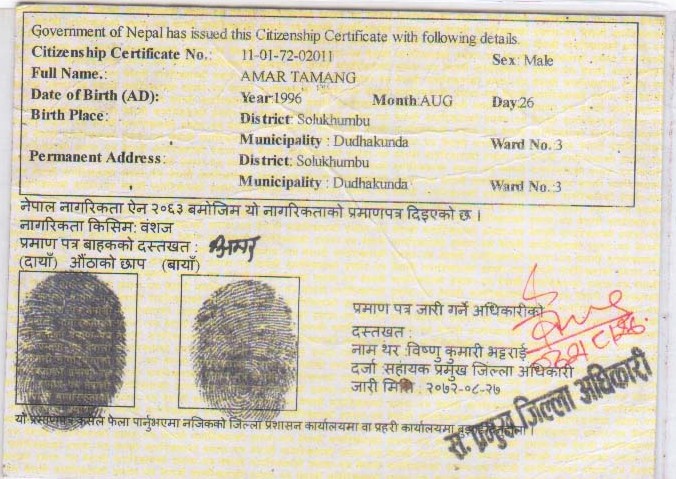 Government of Nepal has issued this Citizenship Certificate with following details.
Citizenship Certificate No.: 11-01-72-02011 Sex: Male
Full Name.: AMAR TAMANG
Date of Birth (AD): Year:1996 Month:AUG Day:26
Birth Place: District: Solukhumbu
Municipality : Dudhakunda Ward No. :3
Permanent Address: District: Solukhumbu
Municipality : Dudhakunda Ward No. :3
नेपाल नागरिकता ऐन २०६३ बमोजिम यो नागरिकताको प्रमाणपत्र दिइएको छ ।
नागरिकता किसिम: वंशज
प्रमाण पत्र बाहकको दस्तखत : अमर
(दायाँ) औंठाको छाप (बायाँ)
प्रमाण पत्र जारी गर्ने अधिकारीको
दस्तखत :
नाम थर :विष्णु कुमारी भट्टराई
दर्जा :सहायक प्रमुख जिल्ला अधिकारी
जारी मिति : २०७२-०८-२७
स. प्रमुख जिल्ला अधिकारी
यो प्रमाणपत्र कसैले फेला पार्नुभएमा नजिकको जिल्ला प्रशासन कार्यालयमा वा प्रहरी कार्यालयमा